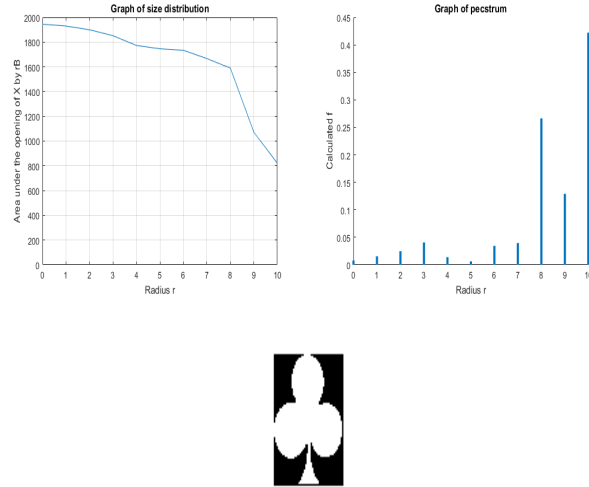 Graph of size distribution
2000
1800
1600
1400
1200
1000
800
600
400
200
0
Area under the opening of X by rB
0 1 2 3 4 5 6 7 8 9 10
Radius r
Graph of pecstrum
0.45
0.4
0.35
0.3
0.25
0.2
0.15
0.1
0.05
0
Calculated f
0 1 2 3 4 5 6 7 8 9
Radius r